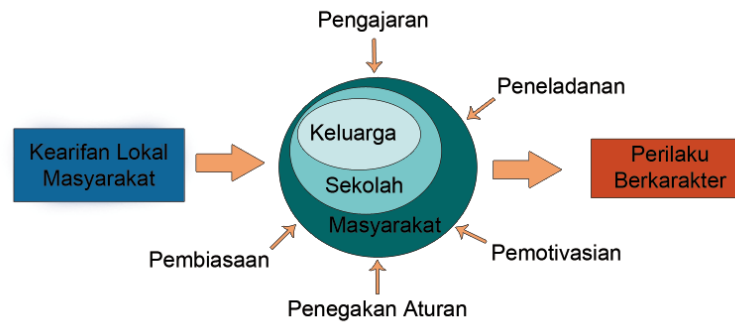 Pengajaran
Peneladanan
Keluarga
Kearifan Lokal
Masyarakat
Perilaku
Berkarakter
Sekolah
Masyarakat
Pembiasaan
Pemotivasian
Penegakan Aturan